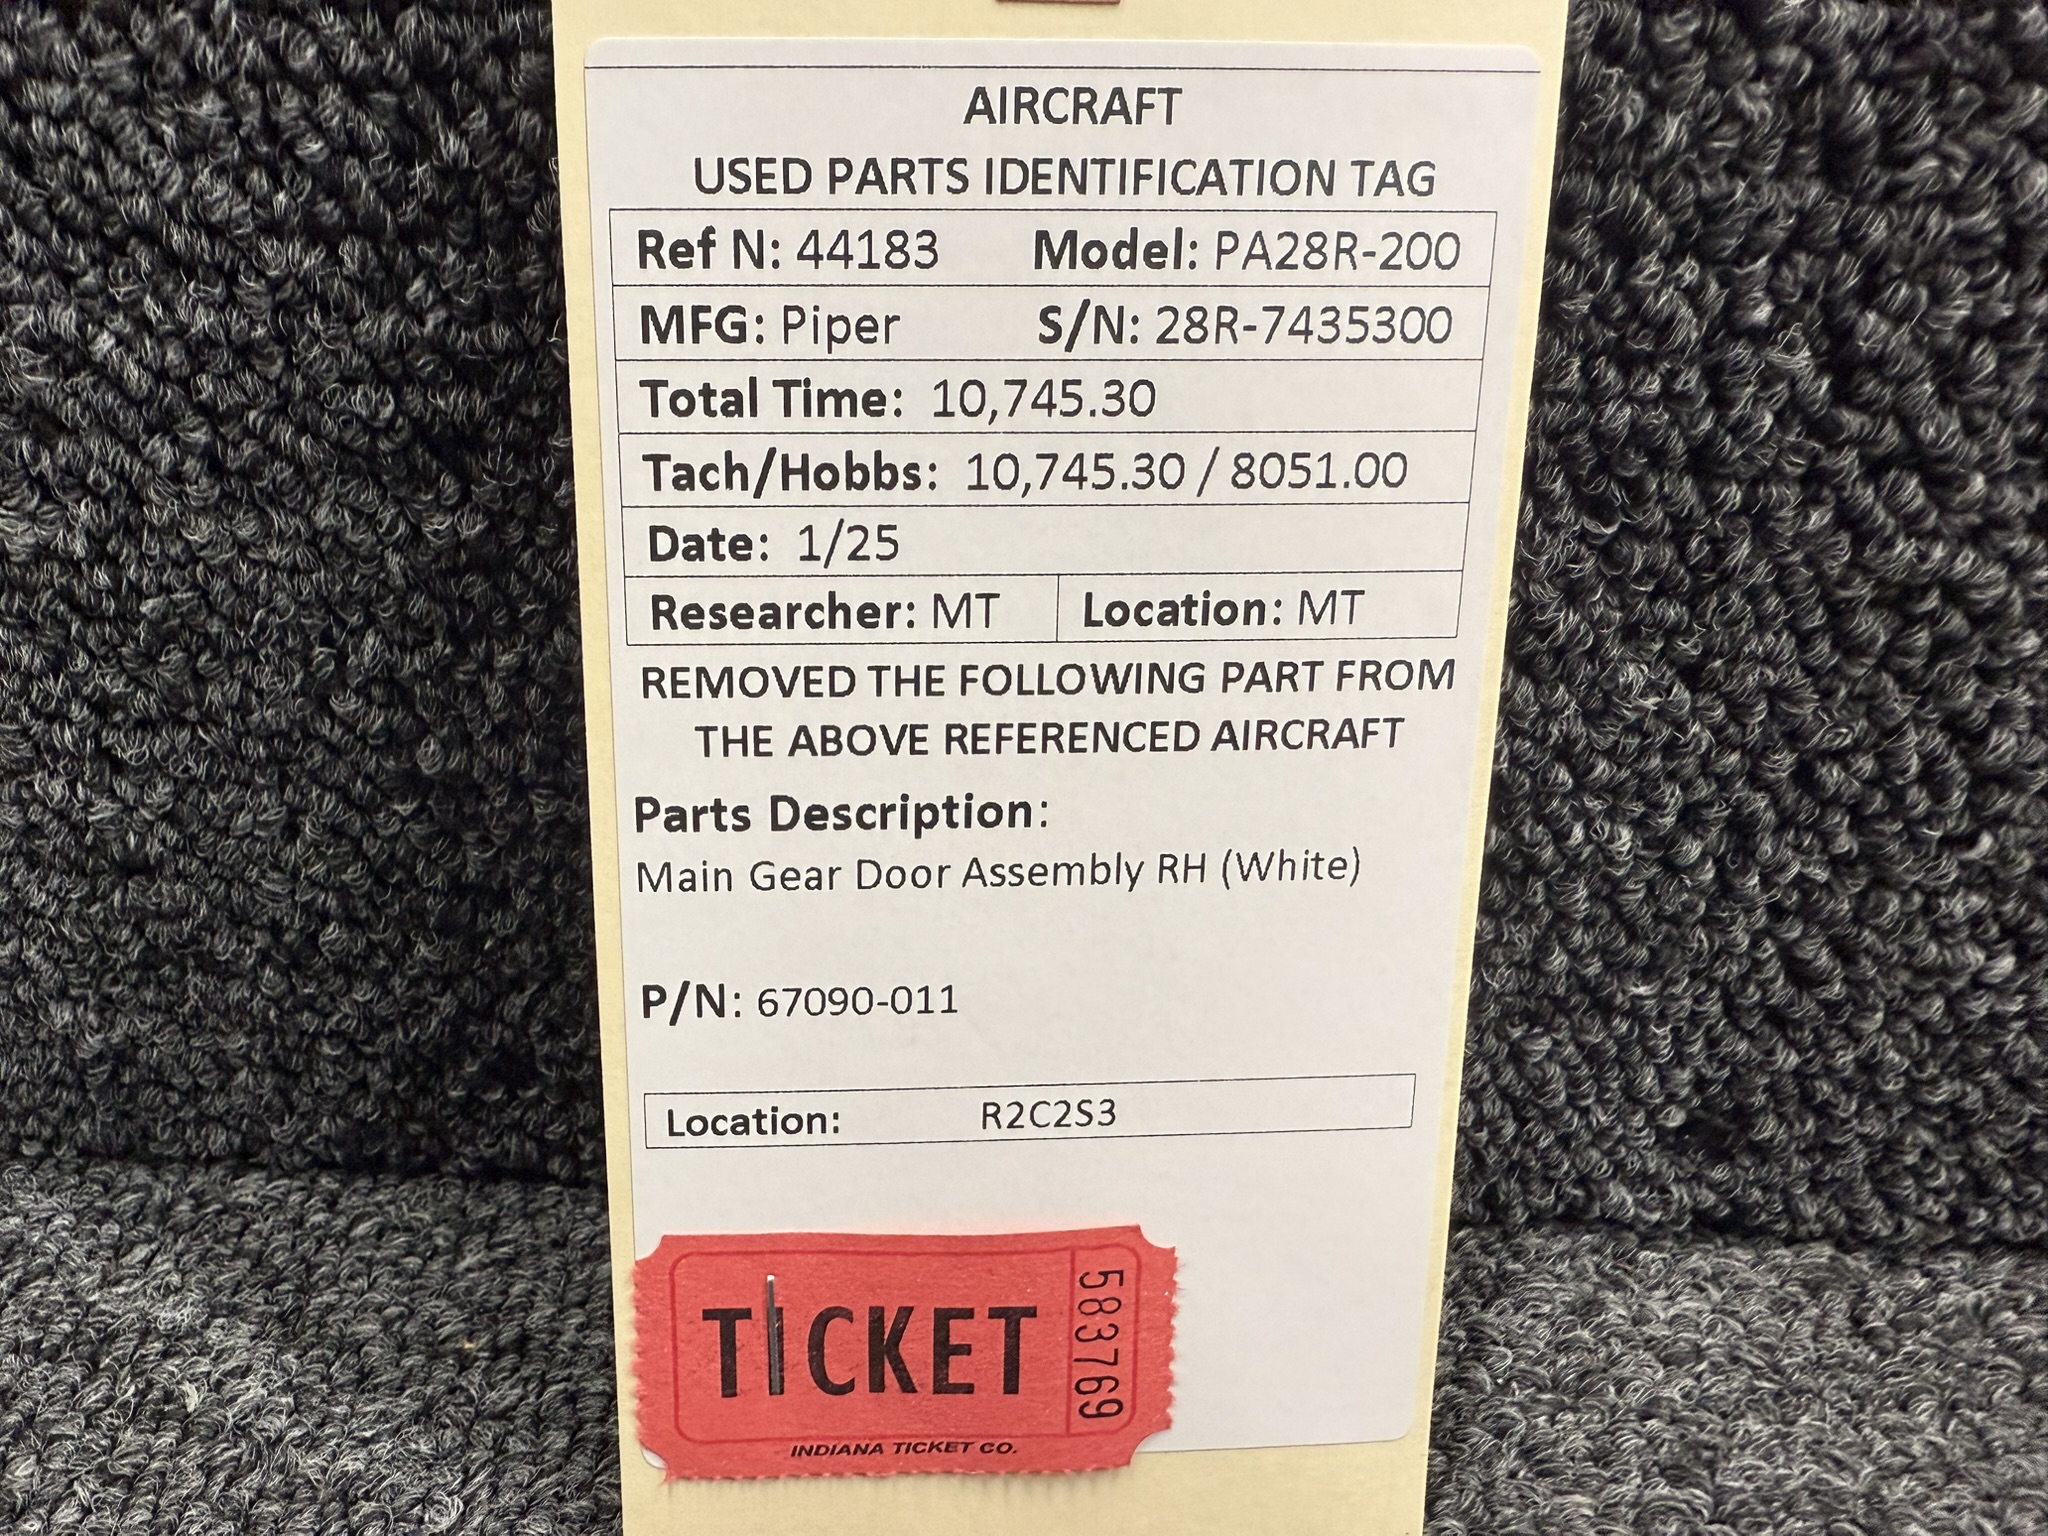 AIRCRAFT
USED PARTS IDENTIFICATION TAG
Ref N: 44183 Model: PA28R-200
MFG: Piper S/N: 28R-7435300
Total Time: 10,745.30
Tach/Hobbs: 10,745.30 / 8051.00
Date: 1/25
Researcher: MT Location: MT
REMOVED THE FOLLOWING PART FROM
THE ABOVE REFERENCED AIRCRAFT
Parts Description:
Main Gear Door Assembly RH (White)
P/N: 67090-011
Location: R2C2S3
TICKET
583769
INDIANA TICKET CO.